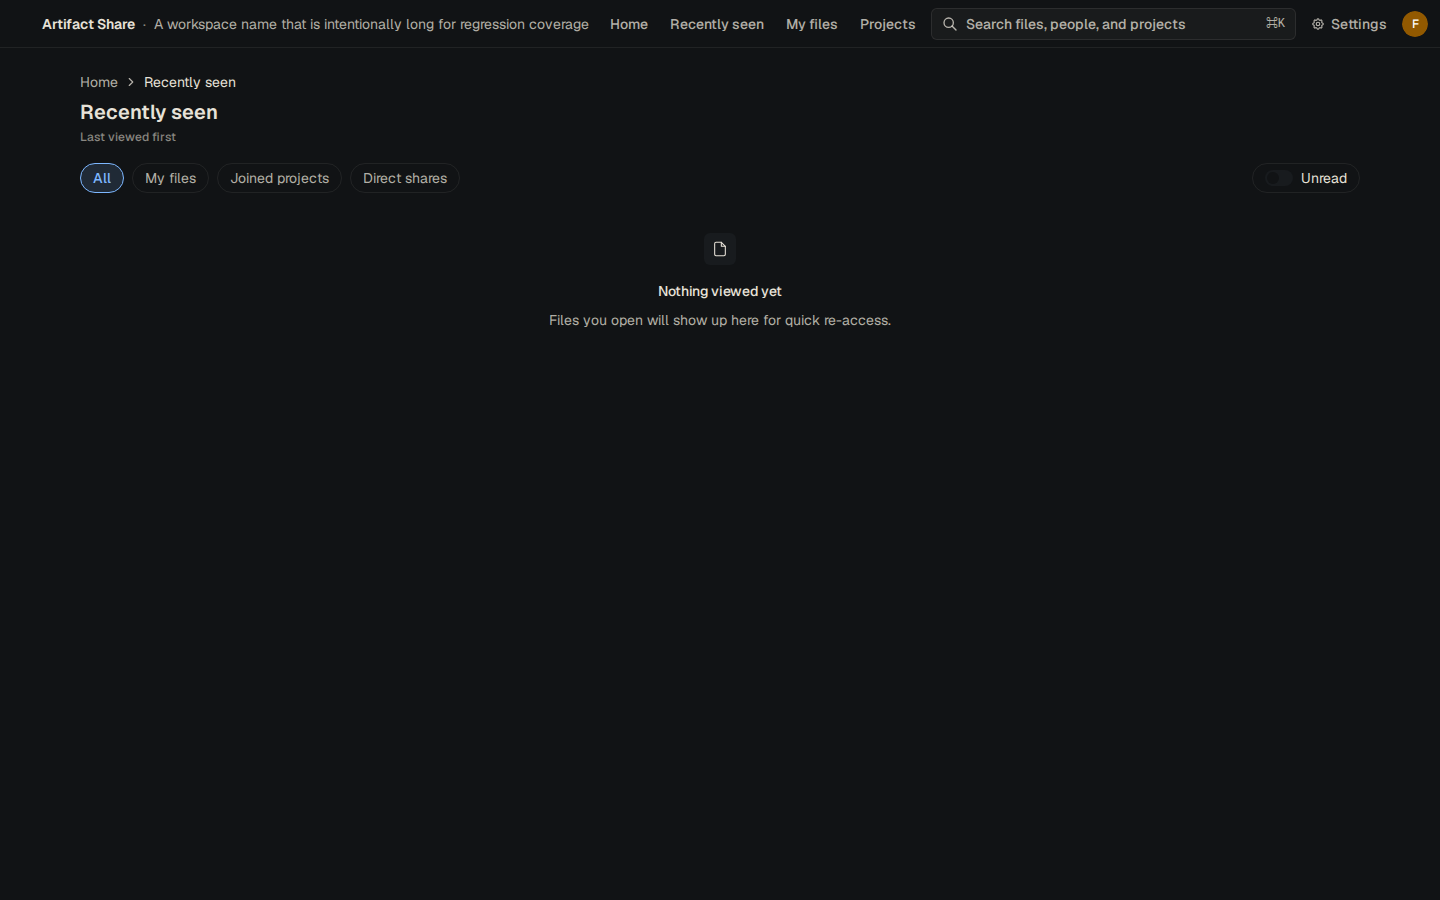 Artifact Share · A workspace name that is intentionally long for regression coverage Home Recently seen My files Projects Search files, people, and projects ⌘K Settings F
Home > Recently seen
Recently seen
Last viewed first
All My files Joined projects Direct shares Unread
Nothing viewed yet
Files you open will show up here for quick re-access.